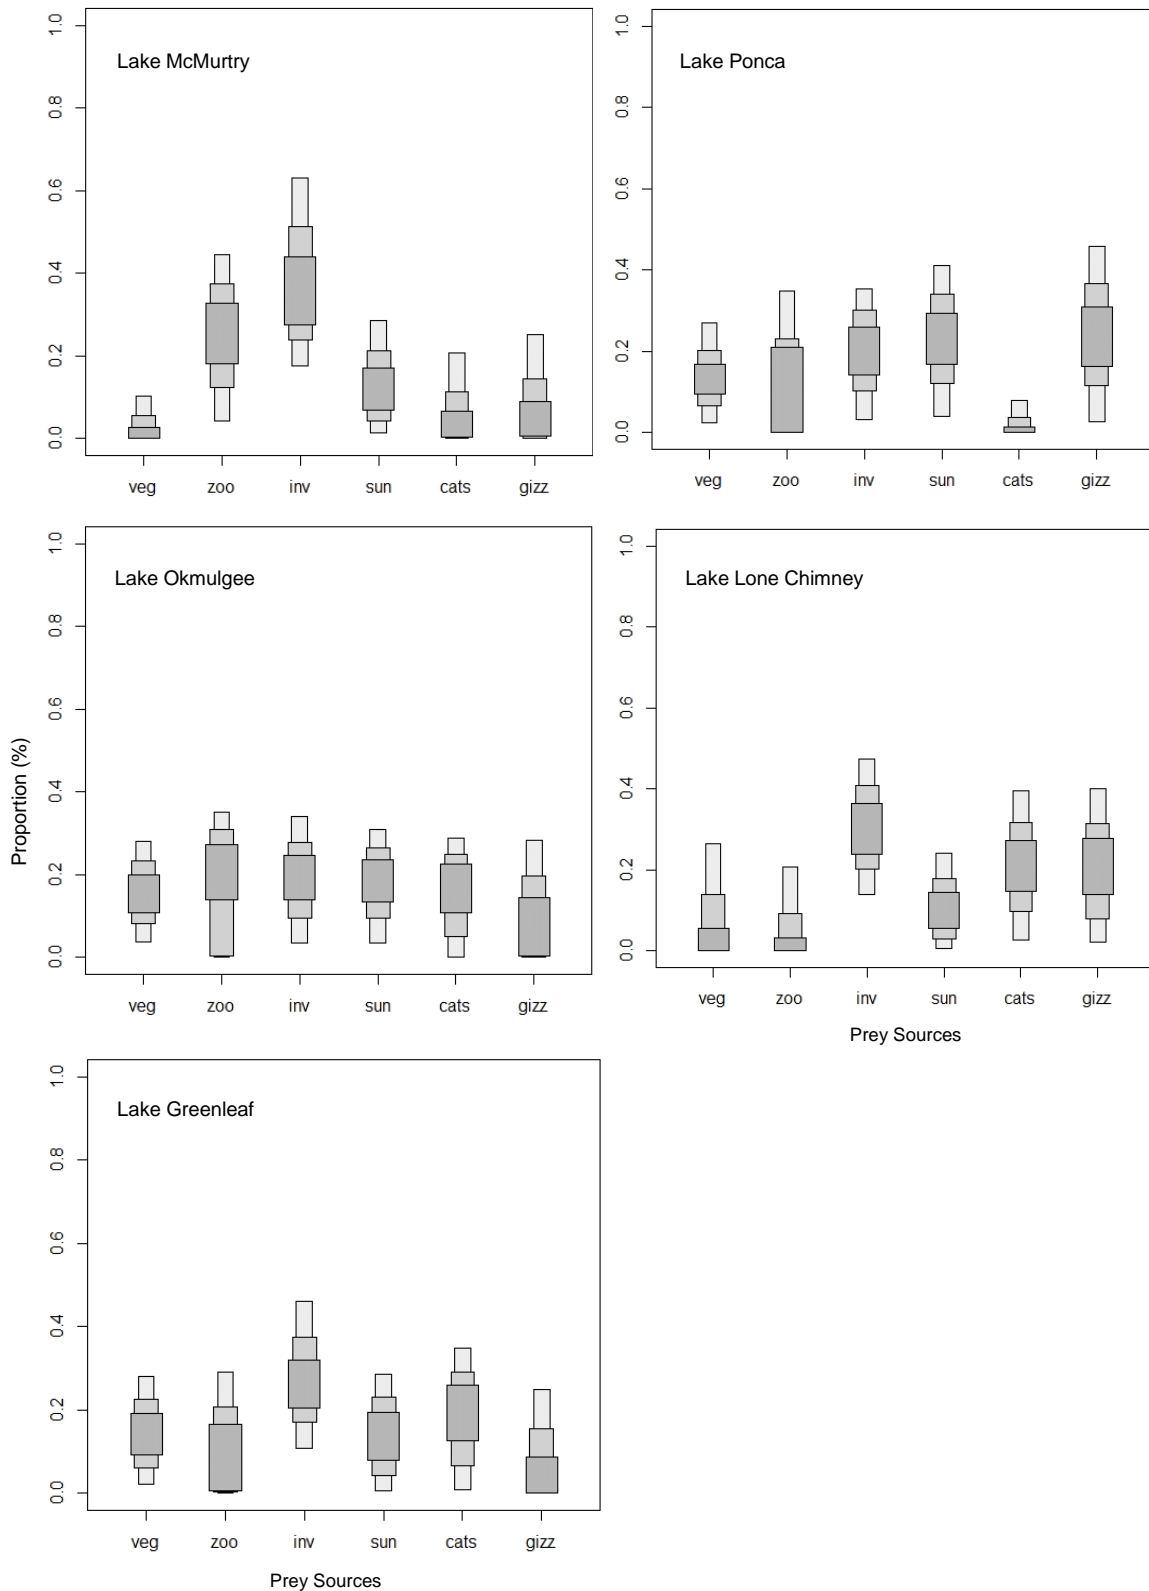 Lake McMurtry
1.0
0.8
0.6
0.4
0.2
0.0
veg zoo inv sun cats gizz
Lake Ponca
1.0
0.8
0.6
0.4
0.2
0.0
veg zoo inv sun cats gizz
Proportion (%)
Lake Okmulgee
1.0
0.8
0.6
0.4
0.2
0.0
veg zoo inv sun cats gizz
Lake Lone Chimney
1.0
0.8
0.6
0.4
0.2
0.0
veg zoo inv sun cats gizz
Prey Sources
Lake Greenleaf
1.0
0.8
0.6
0.4
0.2
0.0
veg zoo inv sun cats gizz
Prey Sources